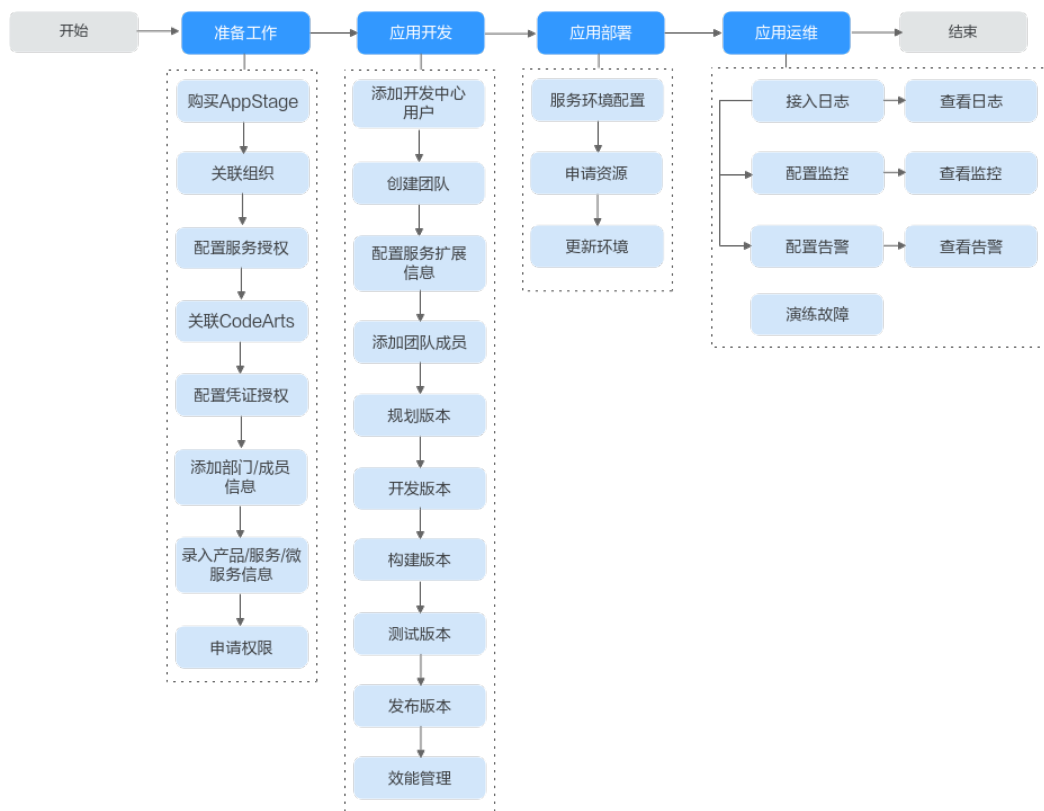 开始
准备工作
应用开发
应用部署
应用运维
结束
购买AppStage
关联组织
配置服务授权
关联CodeArts
配置凭证授权
添加部门/成员
信息
录入产品/服务/微
服务信息
申请权限
添加开发中心
用户
创建团队
配置服务扩展
信息
添加团队成员
规划版本
开发版本
构建版本
测试版本
发布版本
效能管理
服务环境配置
申请资源
更新环境
接入日志
查看日志
配置监控
查看监控
配置告警
查看告警
演练故障